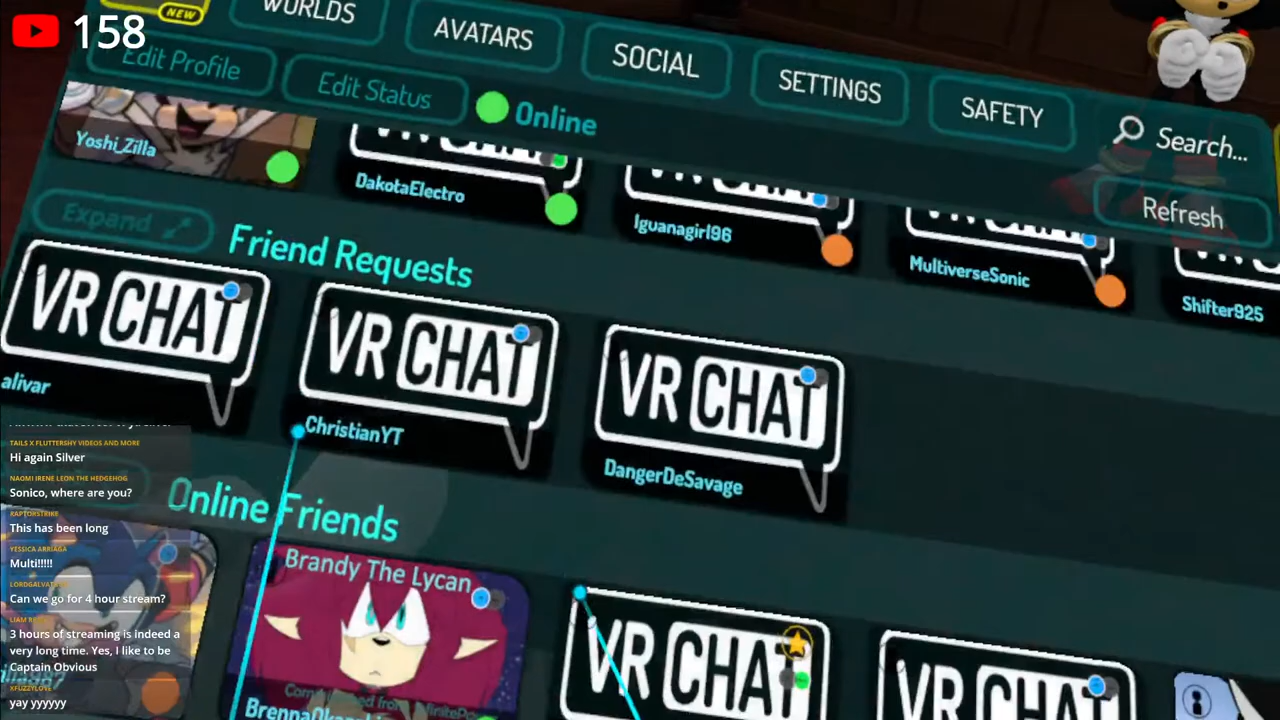 158
NEW
WORLDS
AVATARS
SOCIAL
SETTINGS
SAFETY
Search...
Edit Profile
Edit Status
Online
Refresh
Yoshi_Zilla
DakotaElectro
Iguanagirl96
MultiverseSonic
Shifter925
Expand
Friend Requests
VR CHAT
VR CHAT
VR CHAT
alivar
ChristianYT
DangerDeSavage
Online Friends
TAILS X FLUTTERSHY VIDEOS AND MORE
Hi again Silver
NAOMI IRENE LEON THE HEDGEHOG
Sonico, where are you?
RAPTORSTRIKE
This has been long
YESSICA ARRIAGA
Multi!!!!!
Can we go for 4 hour stream?
3 hours of streaming is indeed a
very long time. Yes, I like to be
Captain Obvious
XFUZZYLOVE
yay yyyyyy
Brandy The Lycan
VR CHAT
VR CHAT